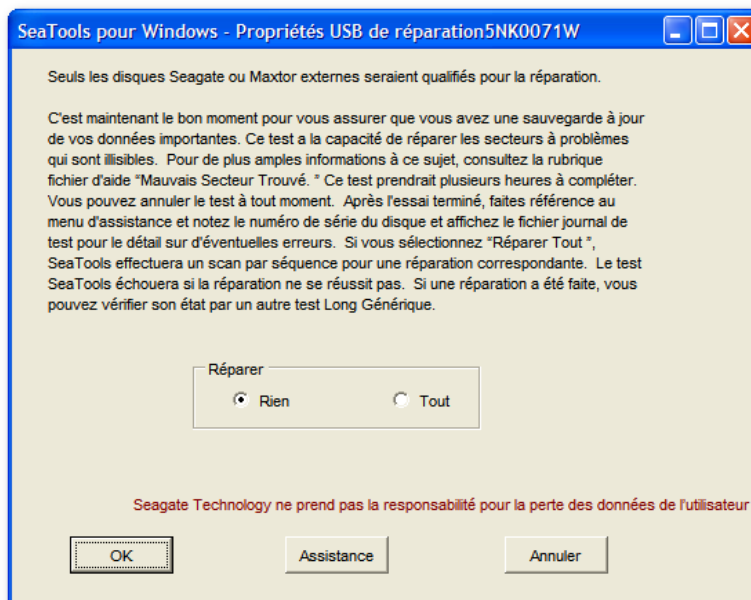 SeaTools pour Windows - Propriétés USB de réparation5NK0071W
Seuls les disques Seagate ou Maxtor externes seraient qualifiés pour la réparation.
C'est maintenant le bon moment pour vous assurer que vous avez une sauvegarde à jour
de vos données importantes. Ce test a la capacité de réparer les secteurs à problèmes
qui sont illisibles.  Pour de plus amples informations à ce sujet, consultez la rubrique
fichier d'aide “Mauvais Secteur Trouvé. ” Ce test prendrait plusieurs heures à compléter.
Vous pouvez annuler le test à tout moment.  Après l'essai terminé, faites référence au
menu d'assistance et notez le numéro de série du disque et affichez le fichier journal de
test pour le détail sur d'éventuelles erreurs.  Si vous sélectionnez “Réparer Tout ”,
SeaTools effectuera un scan par séquence pour une réparation correspondante.  Le test
SeaTools échouera si la réparation ne se réussit pas.  Si une réparation a été faite, vous
pouvez vérifier son état par un autre test Long Générique.
Réparer
Rien Tout
Seagate Technology ne prend pas la responsabilité pour la perte des données de l'utilisateur
OK Assistance Annuler